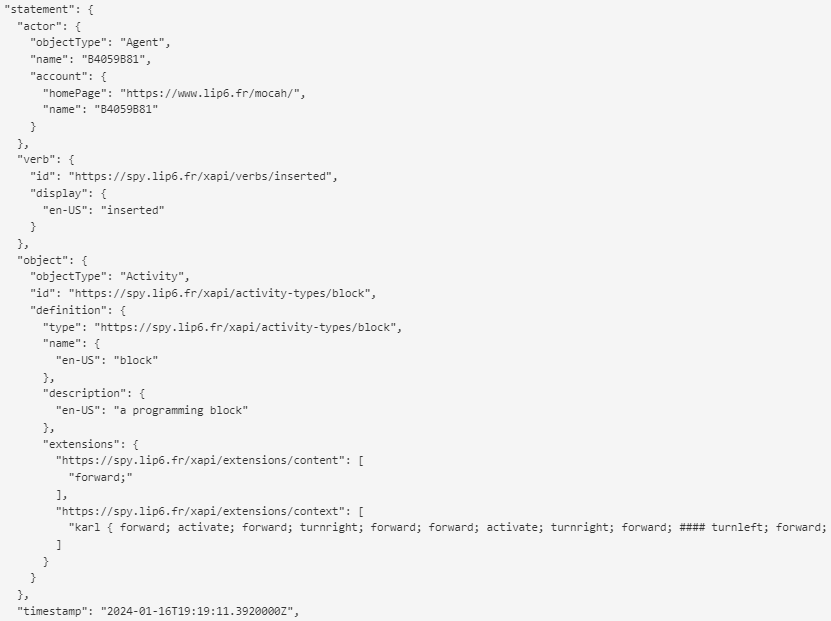 "statement": {
"actor": {
"objectType": "Agent",
"name": "B4059B81",
"account": {
"homePage": "https://www.lip6.fr/mocah/",
"name": "B4059B81"
}
},
"verb": {
"id": "https://spy.lip6.fr/xapi/verbs/inserted",
"display": {
"en-US": "inserted"
}
},
"object": {
"objectType": "Activity",
"id": "https://spy.lip6.fr/xapi/activity-types/block",
"definition": {
"type": "https://spy.lip6.fr/xapi/activity-types/block",
"name": {
"en-US": "block"
},
"description": {
"en-US": "a programming block"
},
"extensions": {
"https://spy.lip6.fr/xapi/extensions/content": [
"forward;"
],
"https://spy.lip6.fr/xapi/extensions/context": [
"karl { forward; activate; forward; turnright; forward; forward; activate; turnright; forward; #### turnleft; forward;
]
}
}
},
"timestamp": "2024-01-16T19:19:11.3920000Z",